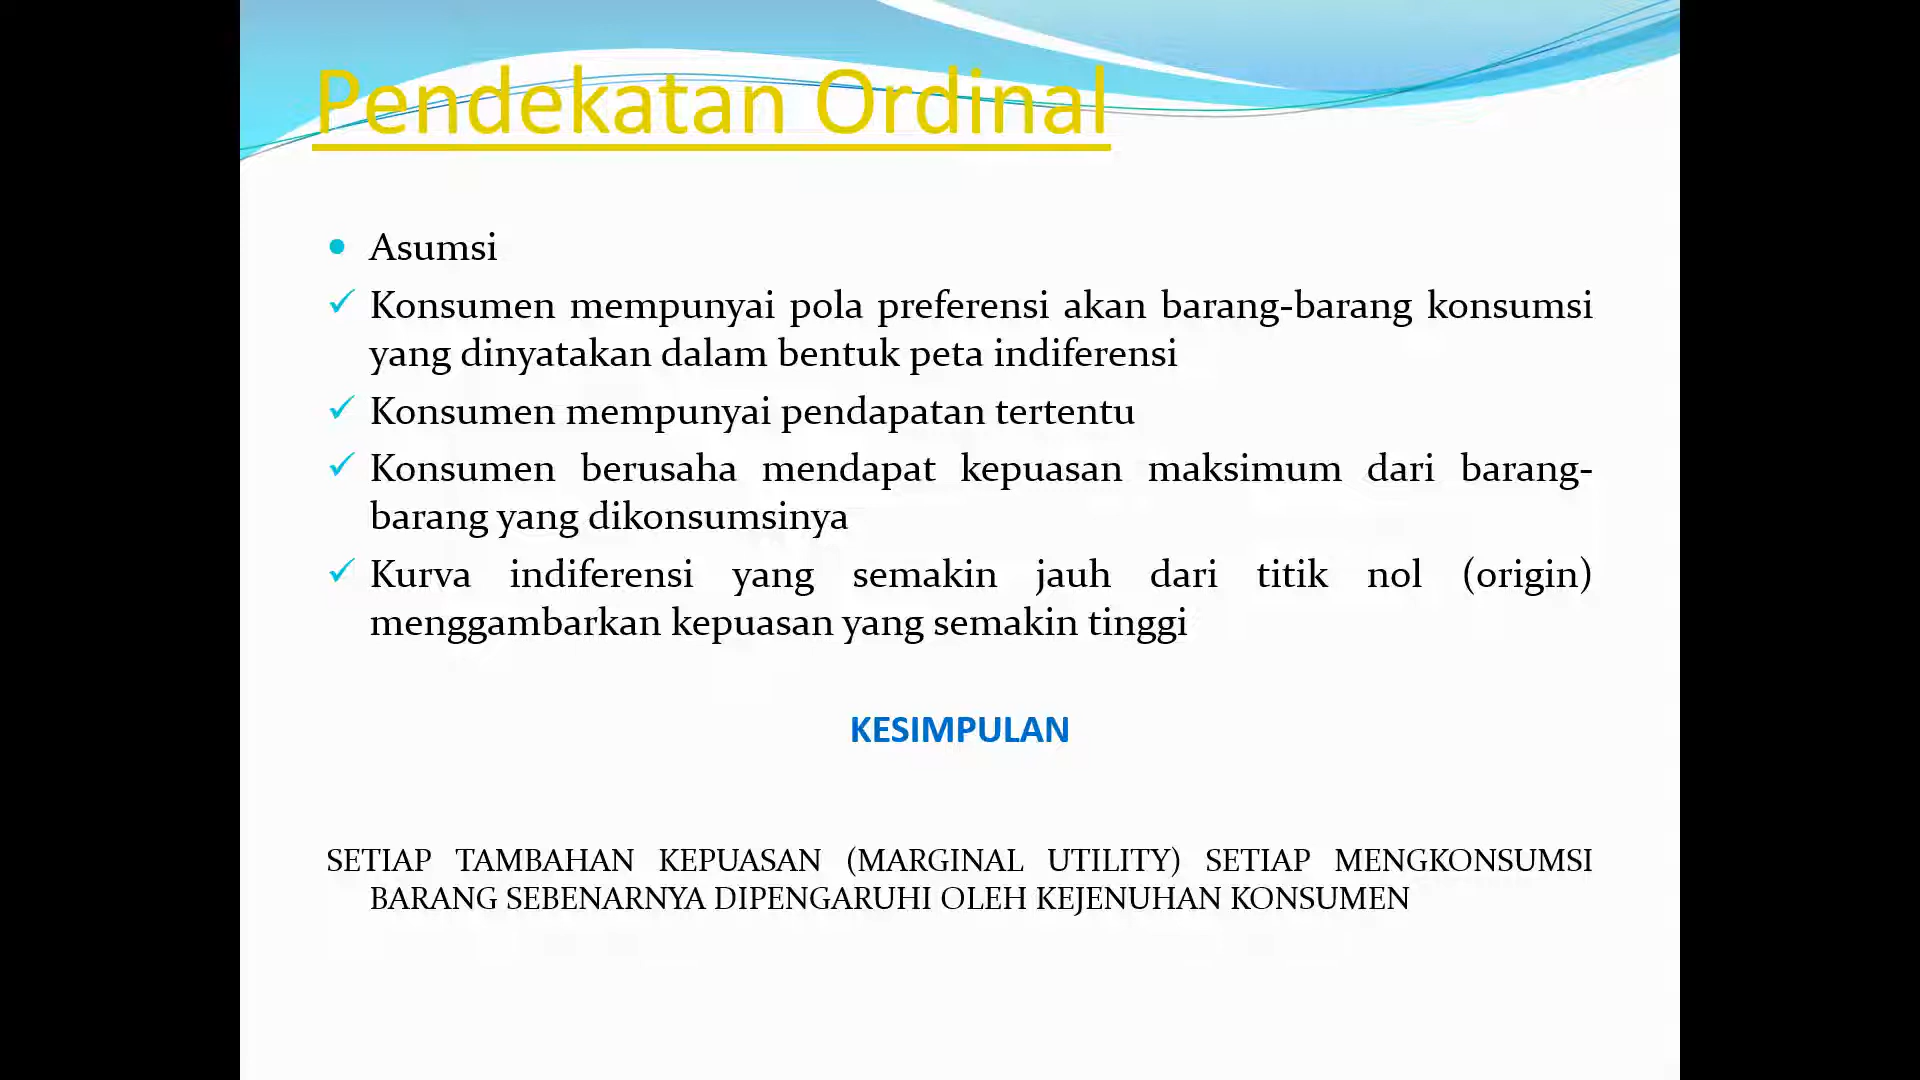 Pendekatan Ordinal
• Asumsi
✓ Konsumen mempunyai pola preferensi akan barang-barang konsumsi
yang dinyatakan dalam bentuk peta indiferensi
✓ Konsumen mempunyai pendapatan tertentu
✓ Konsumen berusaha mendapat kepuasan maksimum dari barang-
barang yang dikonsumsinya
✓ Kurva indiferensi yang semakin jauh dari titik nol (origin)
menggambarkan kepuasan yang semakin tinggi
KESIMPULAN
SETIAP TAMBAHAN KEPUASAN (MARGINAL UTILITY) SETIAP MENGKONSUMSI
BARANG SEBENARNYA DIPENGARUHI OLEH KEJENUHAN KONSUMEN